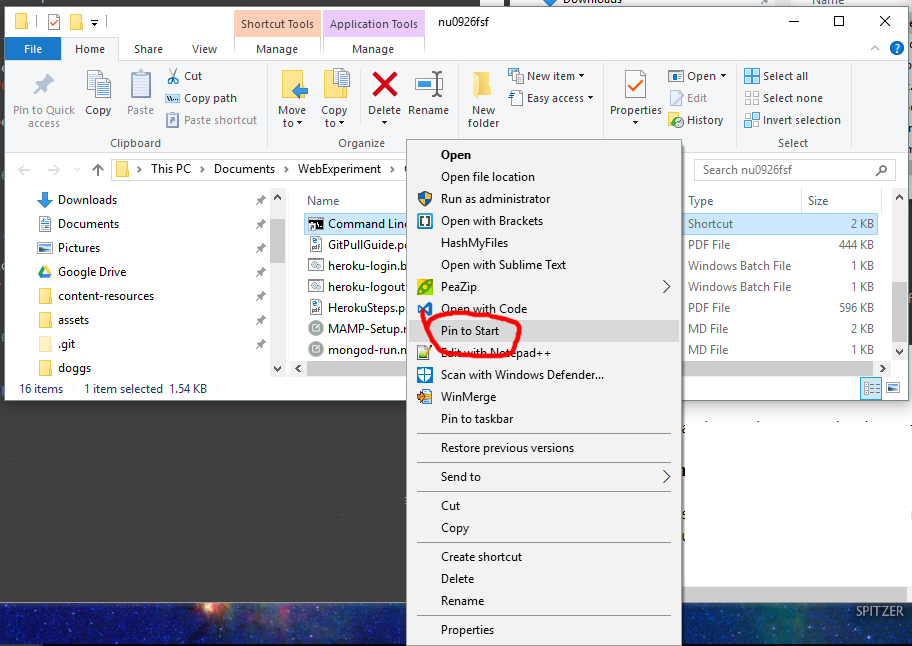 Downloads
Name
Shortcut Tools
Application Tools
nu0926fsf
File
Home
Share
View
Manage
Manage
Pin to Quick access
Copy
Paste
Cut
Copy path
Paste shortcut
Clipboard
Move to
Copy to
Delete
Rename
Organize
New folder
New item
Easy access
Properties
Open
Edit
History
Select all
Select none
Invert selection
Select
This PC > Documents > WebExperiment >
Search nu0926fsf
Downloads
Documents
Pictures
Google Drive
content-resources
assets
.git
doggs
Name
Type
Size
Command Line
Shortcut
2 KB
GitPullGuide.p
PDF File
444 KB
heroku-login.b
Windows Batch File
1 KB
heroku-logout
Windows Batch File
1 KB
HerokuSteps.p
PDF File
596 KB
MAMP-Setup.
MD File
2 KB
mongod-run.
MD File
1 KB
16 items
1 item selected 1.54 KB
Open
Open file location
Run as administrator
Open with Brackets
HashMyFiles
Open with Sublime Text
PeaZip
Open with Code
Pin to Start
Edit with Notepad++
Scan with Windows Defender...
WinMerge
Pin to taskbar
Restore previous versions
Send to
Cut
Copy
Create shortcut
Delete
Rename
Properties
SPITZER